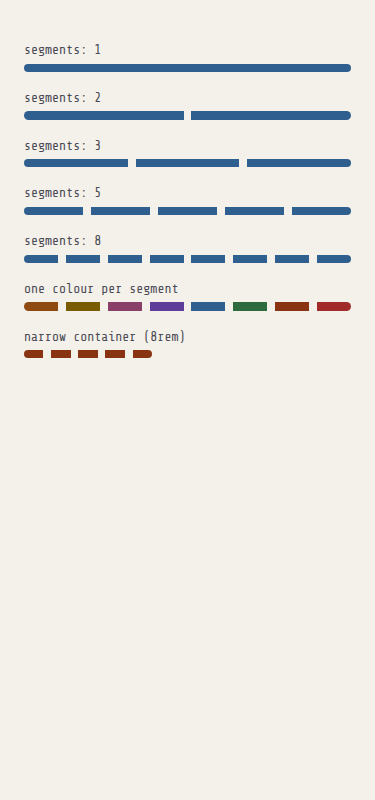 segments: 1
segments: 2
segments: 3
segments: 5
segments: 8
one colour per segment
narrow container (8rem)